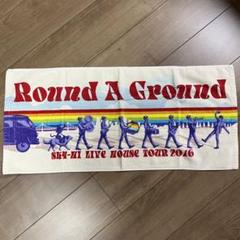 Round A Ground
SKY-HI LIVE HOUSE TOUR 2016